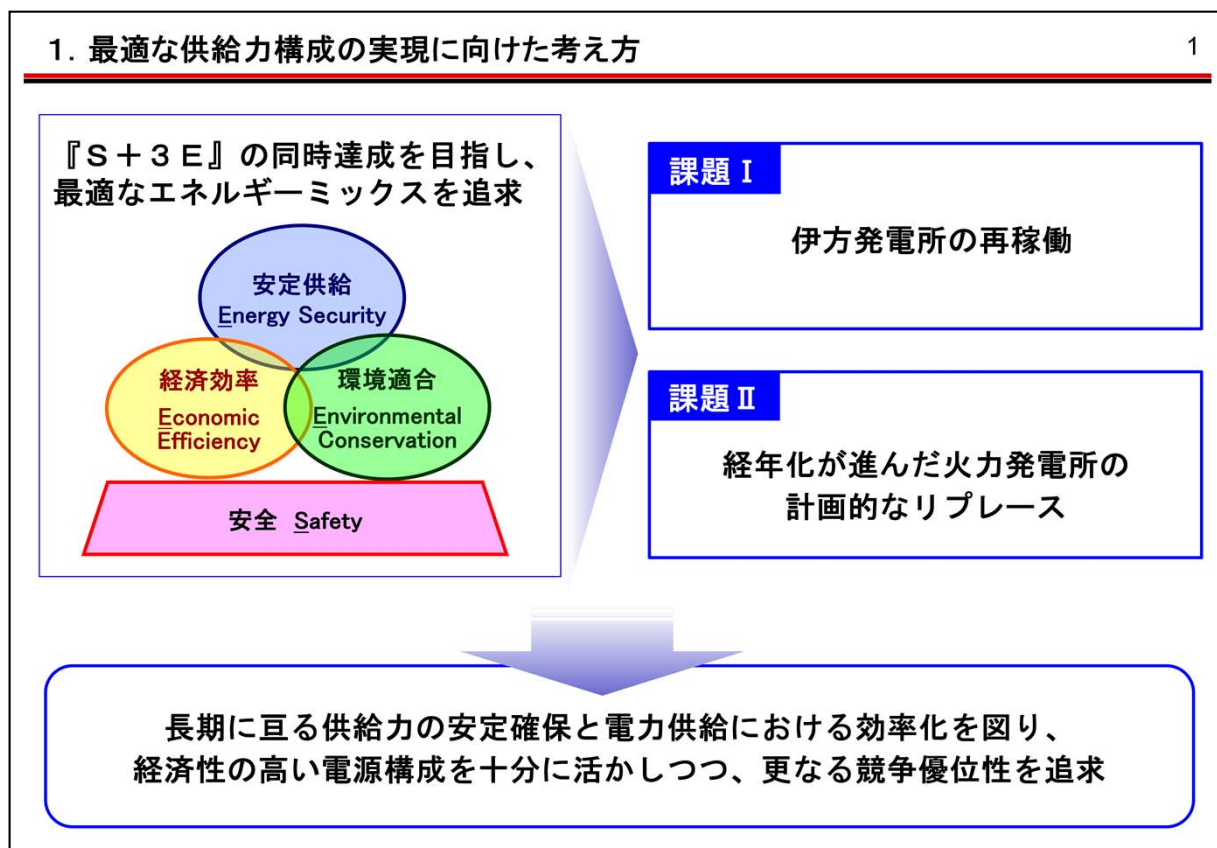 1．最適な供給力構成の実現に向けた考え方
1
『S＋3E』の同時達成を目指し、
最適なエネルギーミックスを追求
安定供給
Energy Security
経済効率
Economic
Efficiency
環境適合
Environmental
Conservation
安全 Safety
課題Ⅰ
伊方発電所の再稼働
課題Ⅱ
経年化が進んだ火力発電所の
計画的なリプレース
長期に亘る供給力の安定確保と電力供給における効率化を図り、
経済性の高い電源構成を十分に活かしつつ、更なる競争優位性を追求